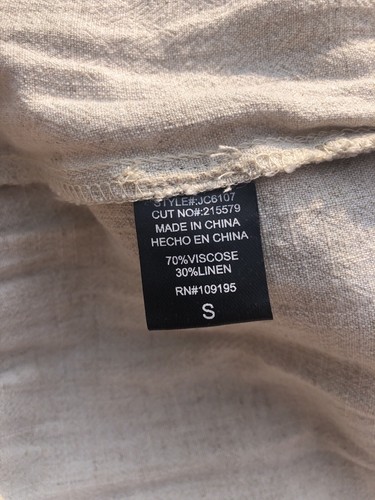 STYLE#:JC6107
CUT NO#:215579
MADE IN CHINA
HECHO EN CHINA
70%VISCOSE
30%LINEN
RN#109195
S